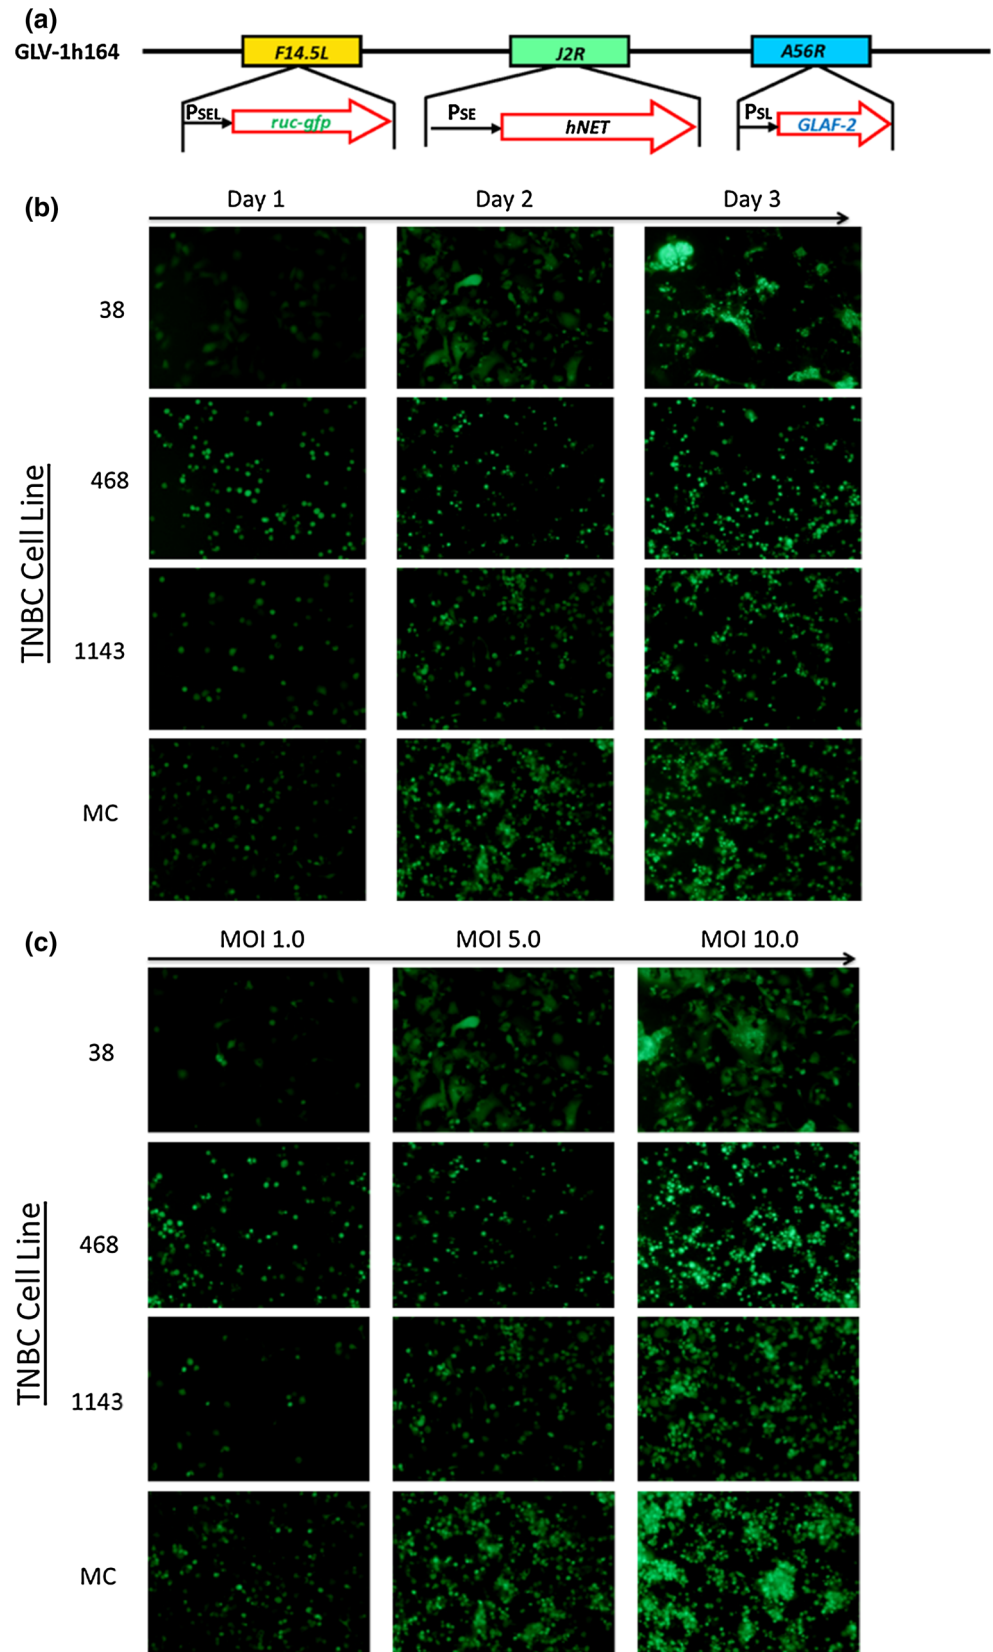 (a)
GLV-1h164
F14.5L
J2R
A56R
PSEL
ruc-gfp
PSE
hNET
PSL
GLAF-2
(b)
Day 1
Day 2
Day 3
TNBC Cell Line
38
468
1143
MC
(c)
MOI 1.0
MOI 5.0
MOI 10.0
TNBC Cell Line
38
468
1143
MC